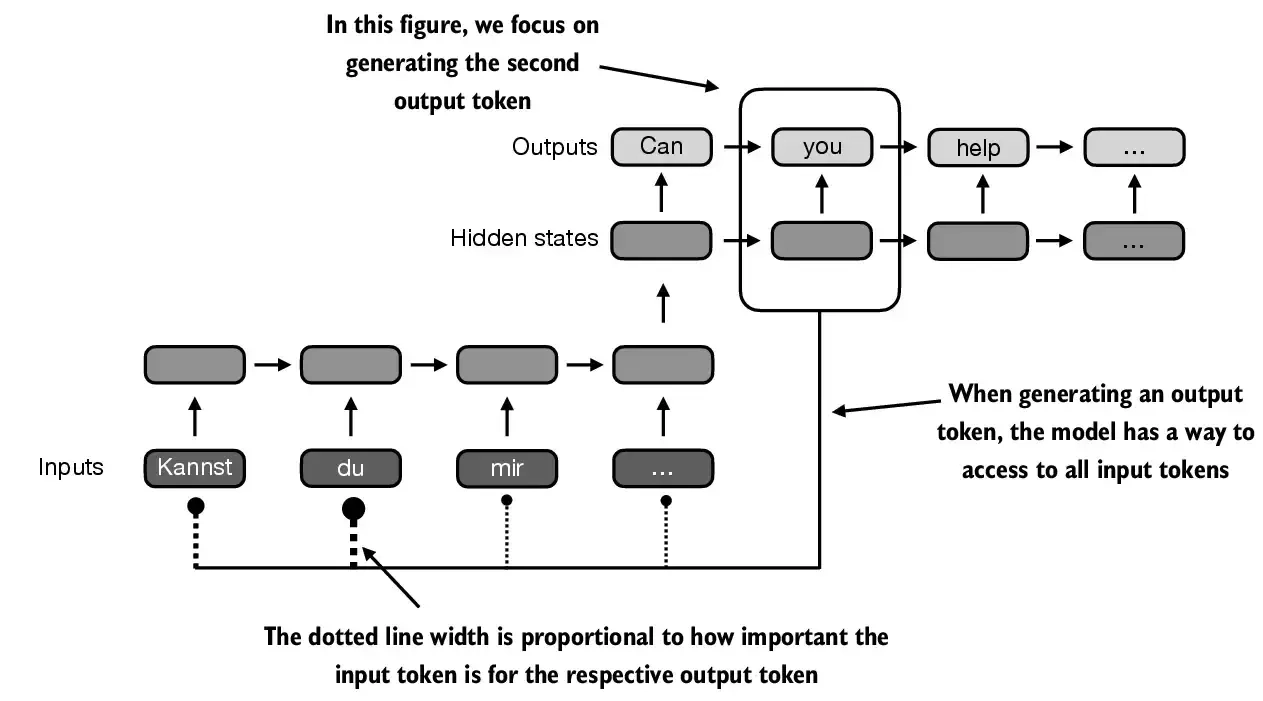 In this figure, we focus on
generating the second
output token
Outputs
Can
you
help
...
Hidden states
...
Inputs
Kannst
du
mir
...
When generating an output
token, the model has a way to
access to all input tokens
The dotted line width is proportional to how important the
input token is for the respective output token